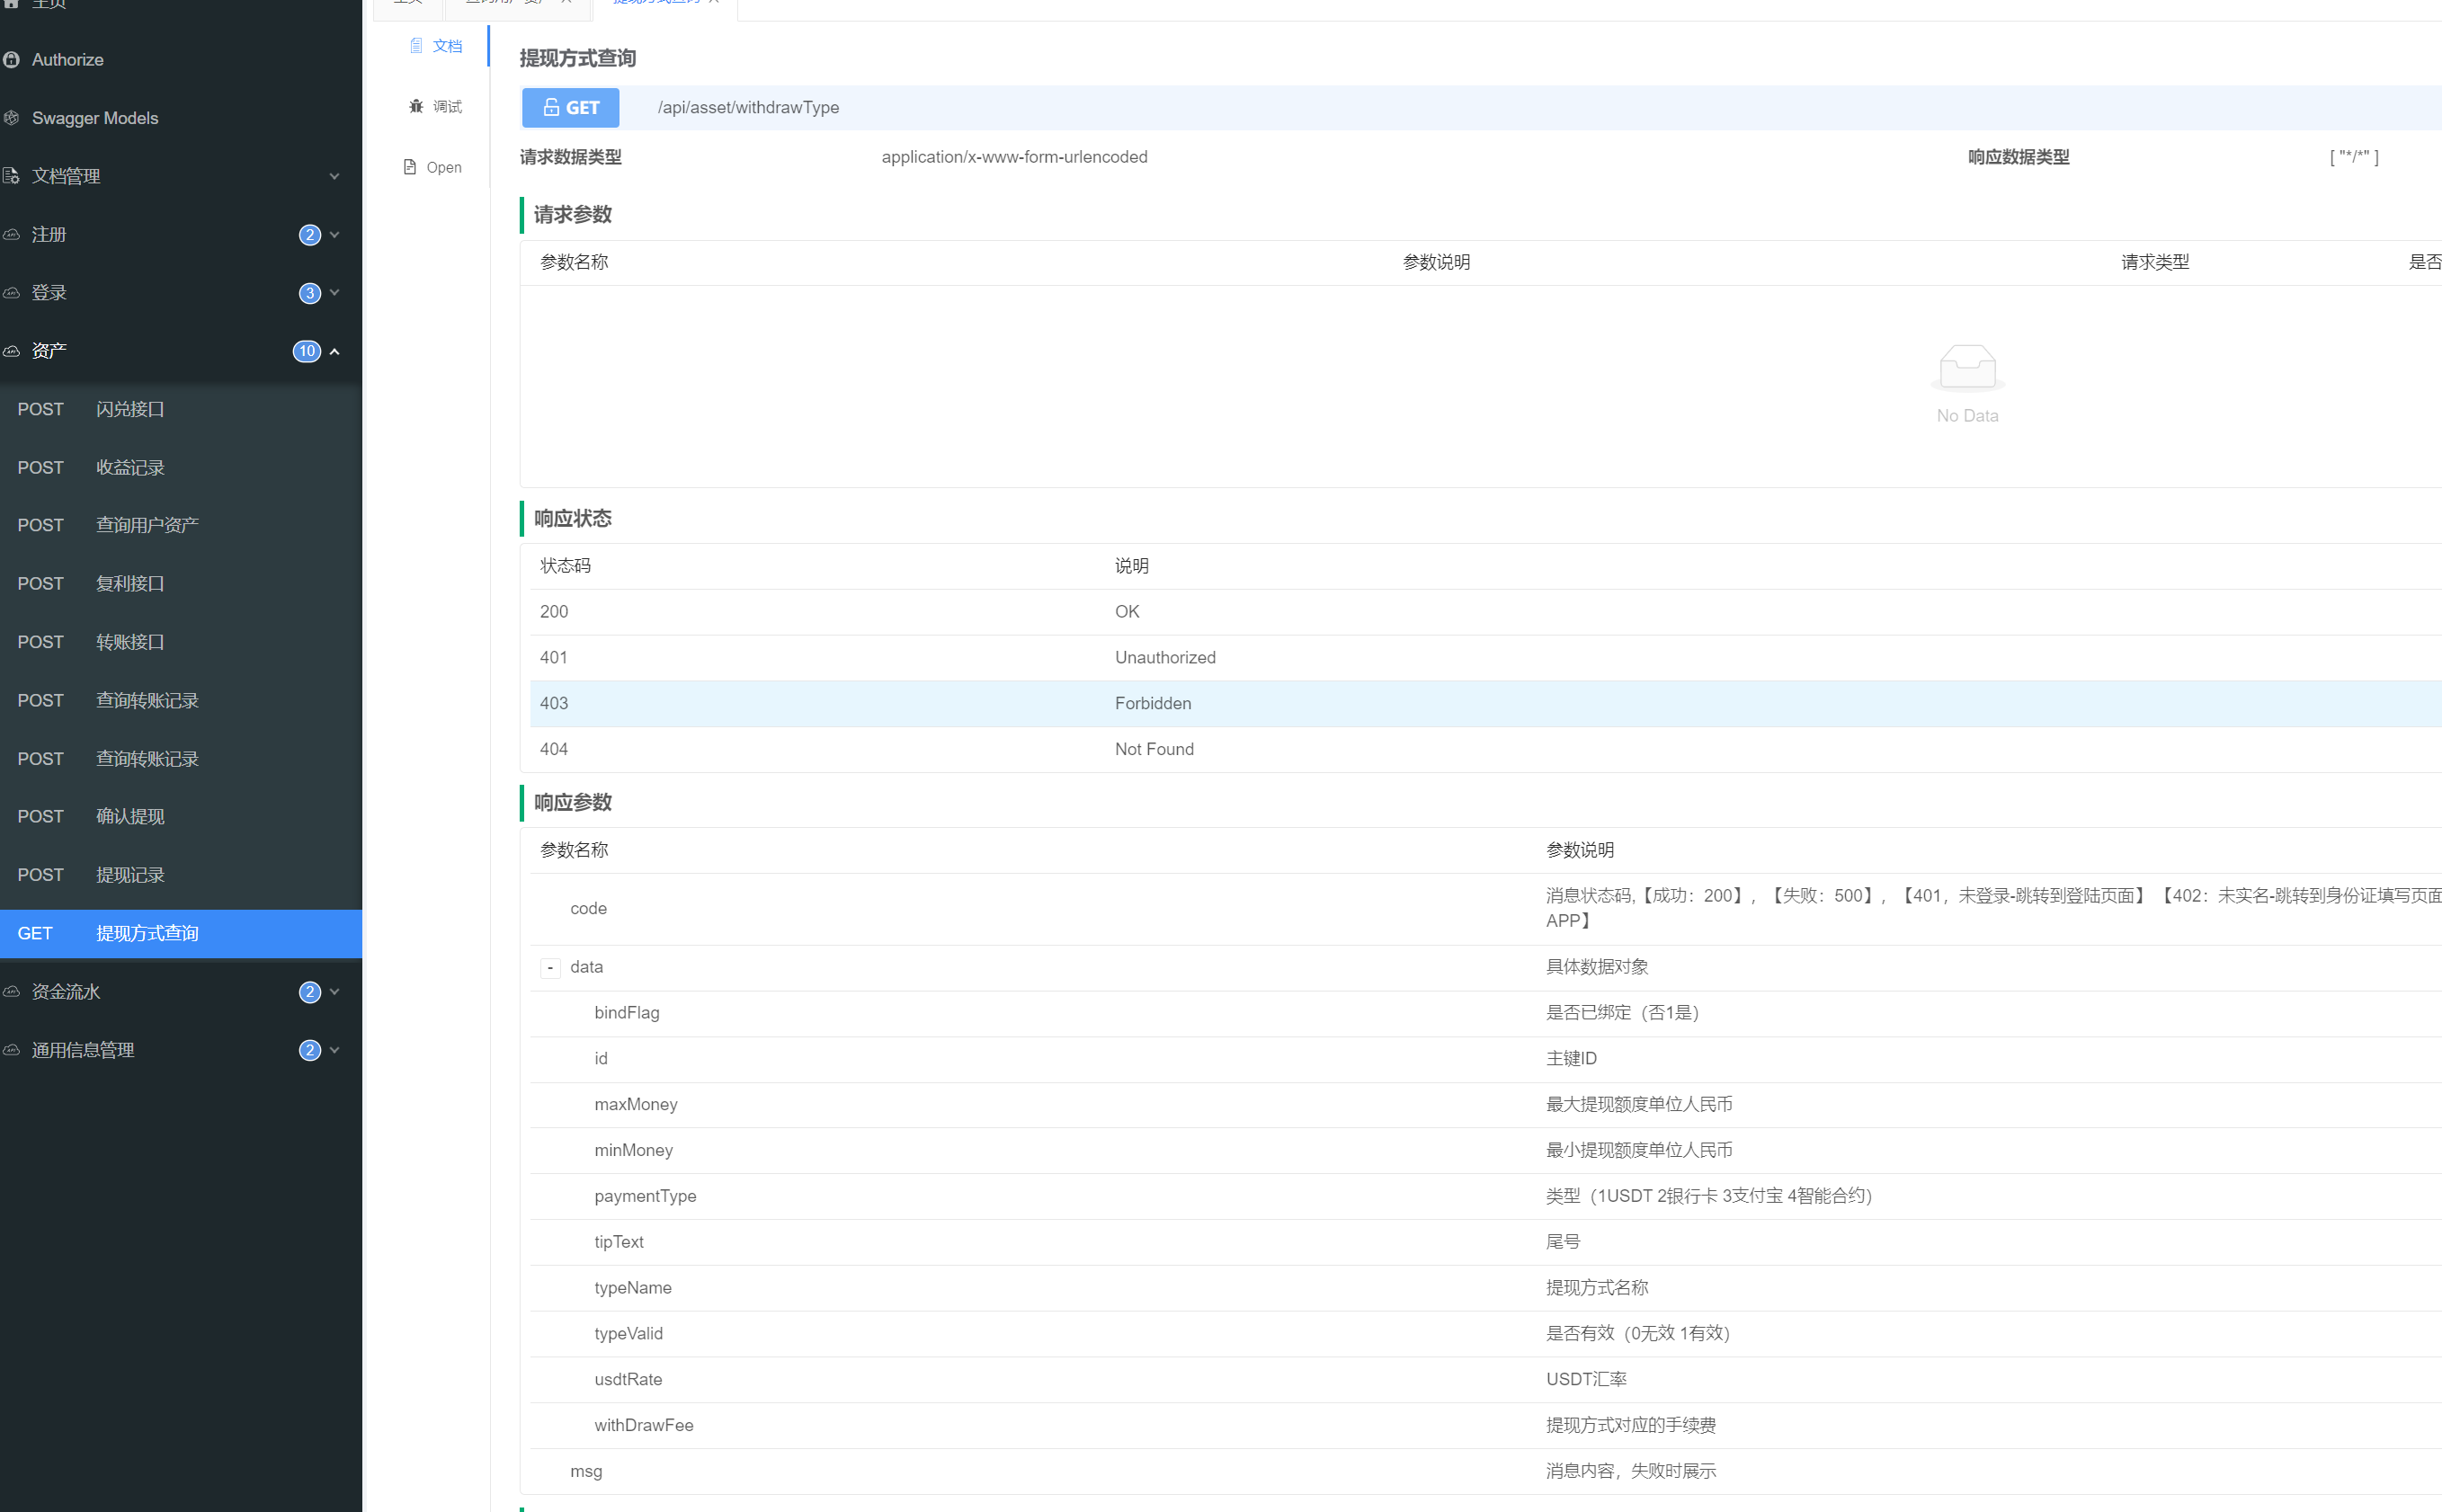 主页
Authorize
Swagger Models
文档管理
注册 2
登录 3
资产 10
POST 闪兑接口
POST 收益记录
POST 查询用户资产
POST 复利接口
POST 转账接口
POST 查询转账记录
POST 查询转账记录
POST 确认提现
POST 提现记录
GET 提现方式查询
资金流水 2
通用信息管理 2
主页 查询用户资产 × 提现方式查询 ×
文档
调试
Open
提现方式查询
GET /api/asset/withdrawType
请求数据类型 application/x-www-form-urlencoded 响应数据类型 [ "*/*" ]
请求参数
参数名称 参数说明 请求类型 是否
No Data
响应状态
状态码 说明
200 OK
401 Unauthorized
403 Forbidden
404 Not Found
响应参数
参数名称 参数说明
code 消息状态码,【成功：200】，【失败：500】，【401，未登录-跳转到登陆页面】【402：未实名-跳转到身份证填写页面
APP】
- data 具体数据对象
bindFlag 是否已绑定（否1是）
id 主键ID
maxMoney 最大提现额度单位人民币
minMoney 最小提现额度单位人民币
paymentType 类型（1USDT 2银行卡 3支付宝 4智能合约）
tipText 尾号
typeName 提现方式名称
typeValid 是否有效（0无效 1有效）
usdtRate USDT汇率
withDrawFee 提现方式对应的手续费
msg 消息内容，失败时展示